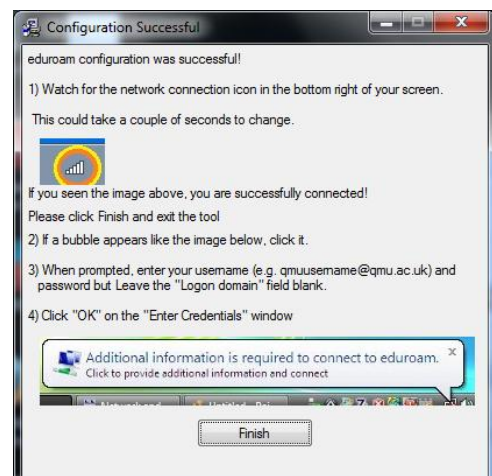 Configuration Successful
eduroam configuration was successful!
1) Watch for the network connection icon in the bottom right of your screen.
This could take a couple of seconds to change.
If you seen the image above, you are successfully connected!
Please click Finish and exit the tool
2) If a bubble appears like the image below, click it.
3) When prompted, enter your username (e.g. qmuusername@qmu.ac.uk) and
password but Leave the "Logon domain" field blank.
4) Click "OK" on the "Enter Credentials" window
Additional information is required to connect to eduroam.
Click to provide additional information and connect
Finish